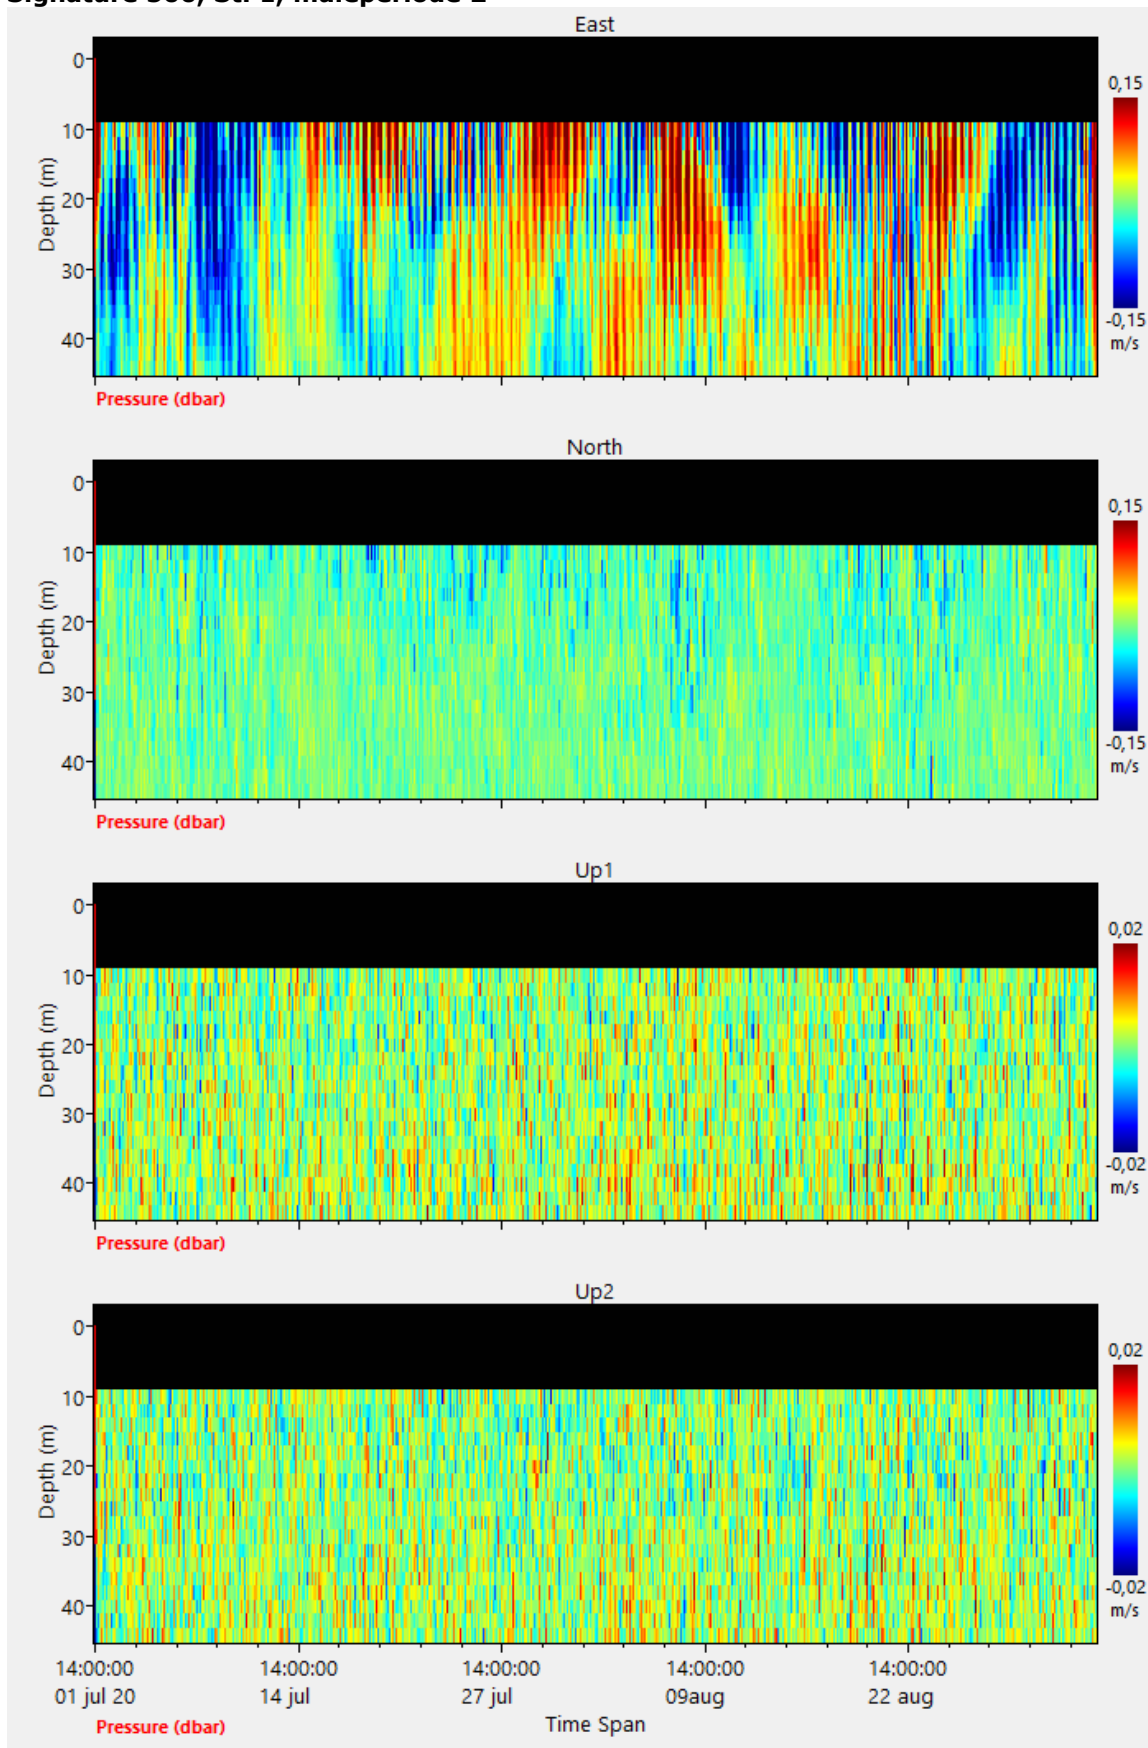 East
0
10
20
30
40
Depth (m)
0,15
-0,15
m/s
Pressure (dbar)
North
0
10
20
30
40
Depth (m)
0,15
-0,15
m/s
Pressure (dbar)
Up1
0
10
20
30
40
Depth (m)
0,02
-0,02
m/s
Pressure (dbar)
Up2
0
10
20
30
40
Depth (m)
0,02
-0,02
m/s
14:00:00 14:00:00 14:00:00 14:00:00 14:00:00
01 jul 20 14 jul 27 jul 09aug 22 aug
Pressure (dbar) Time Span